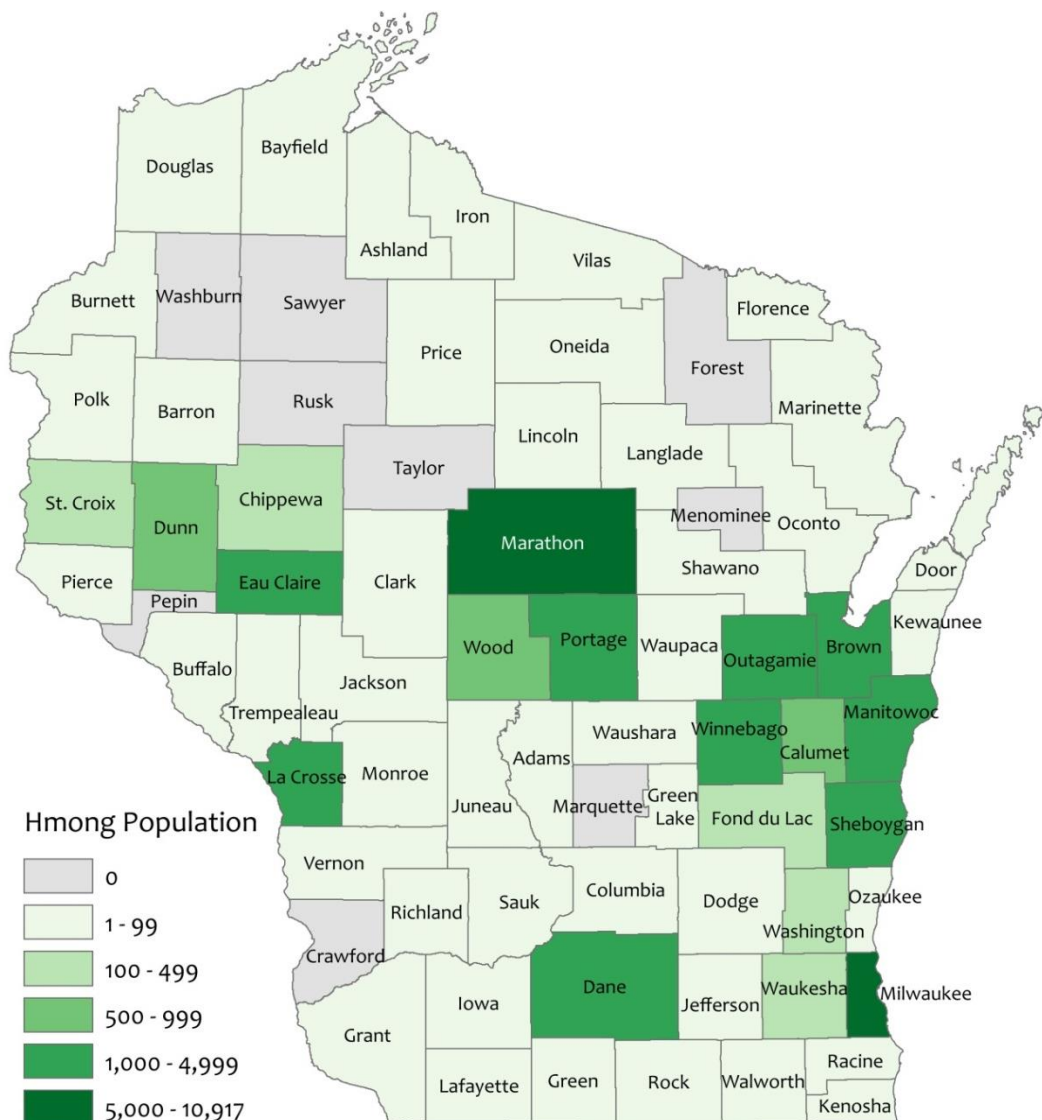 Bayfield
Douglas
Iron
Ashland
Vilas
Burnett
Washburn
Sawyer
Florence
Price
Oneida
Forest
Polk
Barron
Rusk
Marinette
Lincoln
Langlade
Taylor
St. Croix
Chippewa
Dunn
Menominee
Oconto
Marathon
Shawano
Pierce
Eau Claire
Clark
Door
Pepin
Kewaunee
Wood
Portage
Waupaca
Outagamie
Brown
Buffalo
Jackson
Trempealeau
Manitowoc
Waushara
Winnebago
Calumet
Adams
La Crosse
Monroe
Juneau
Marquette
Green
Lake
Fond du Lac
Sheboygan
Vernon
Columbia
Sauk
Dodge
Ozaukee
Richland
Washington
Crawford
Dane
Waukesha
Milwaukee
Iowa
Jefferson
Grant
Racine
Lafayette
Green
Rock
Walworth
Kenosha
Hmong Population
0
1 - 99
100 - 499
500 - 999
1,000 - 4,999
5,000 - 10,917